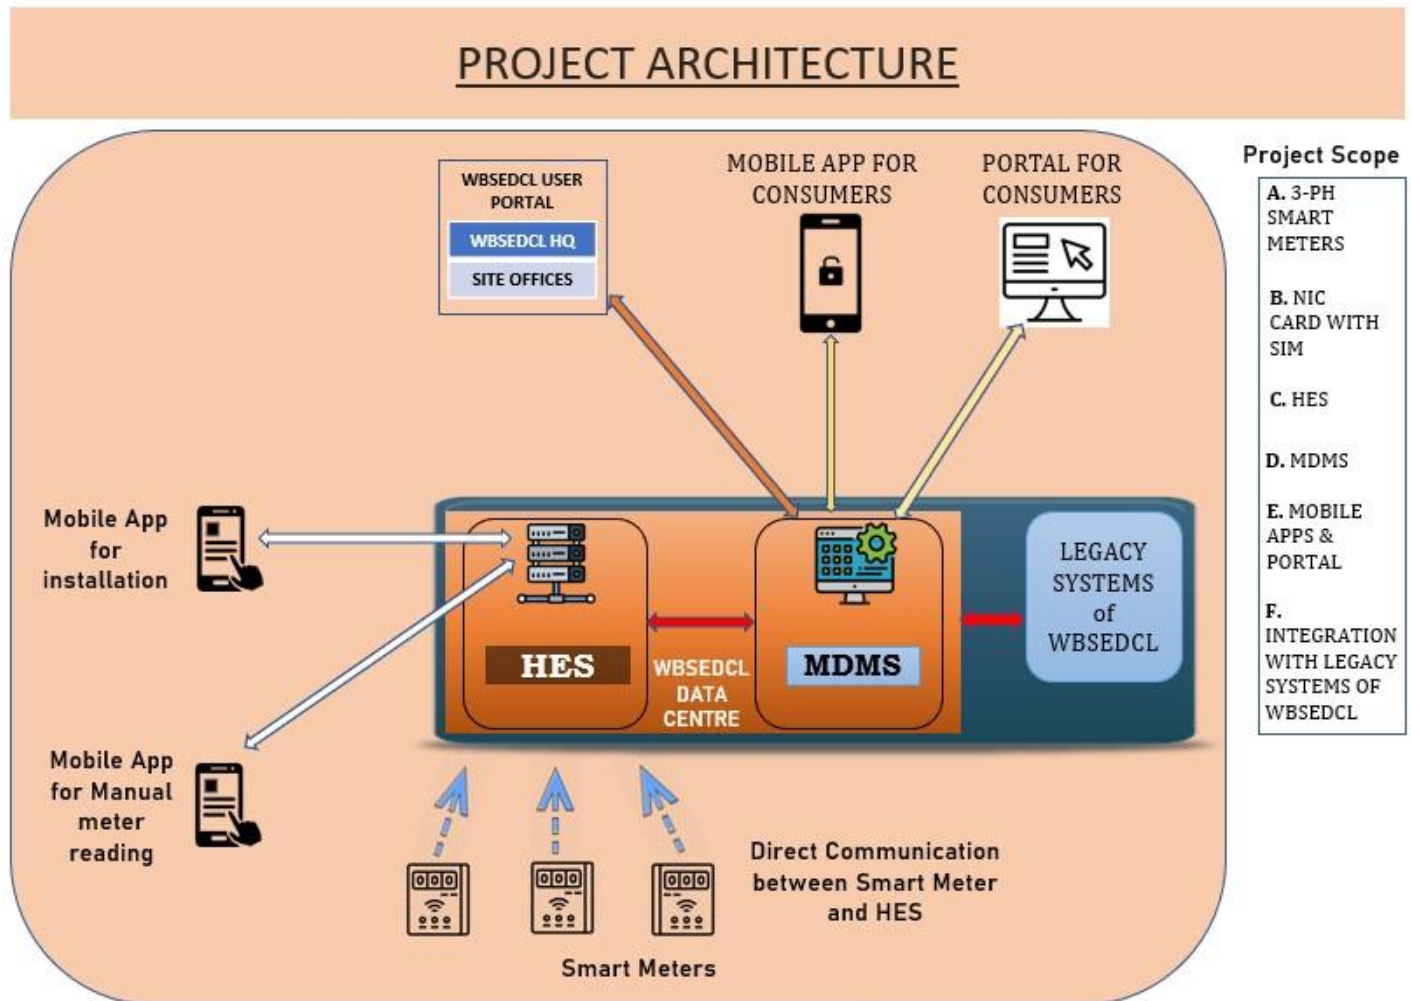 PROJECT ARCHITECTURE
WBSEDCL USER
PORTAL
WBSEDCL HQ
SITE OFFICES
MOBILE APP FOR
CONSUMERS
PORTAL FOR
CONSUMERS
Project Scope
A. 3-PH
SMART
METERS
B. NIC
CARD WITH
SIM
C. HES
D. MDMS
E. MOBILE
APPS &
PORTAL
F.
INTEGRATION
WITH LEGACY
SYSTEMS OF
WBSEDCL
Mobile App
for
installation
HES
WBSEDCL
DATA
CENTRE
MDMS
LEGACY
SYSTEMS
of
WBSEDCL
Mobile App
for Manual
meter
reading
000
000
000
Direct Communication
between Smart Meter
and HES
Smart Meters